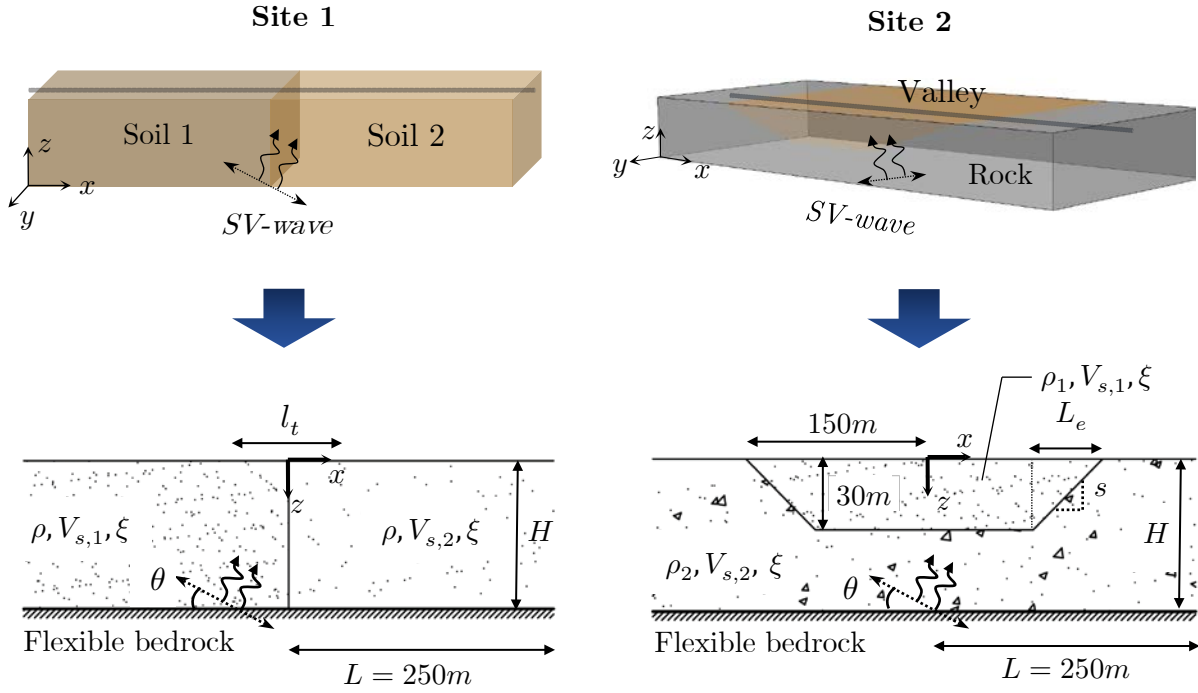 Site 1
Soil 1
Soil 2
z
x
y
SV-wave
Site 2
Valley
Rock
z
y
x
SV-wave
l_t
x
z
ρ, V_{s,1}, ξ
ρ, V_{s,2}, ξ
H
θ
Flexible bedrock
L = 250m
ρ_1, V_{s,1}, ξ
150m
L_e
x
30m
z
s
ρ_2, V_{s,2}, ξ
H
θ
Flexible bedrock
L = 250m